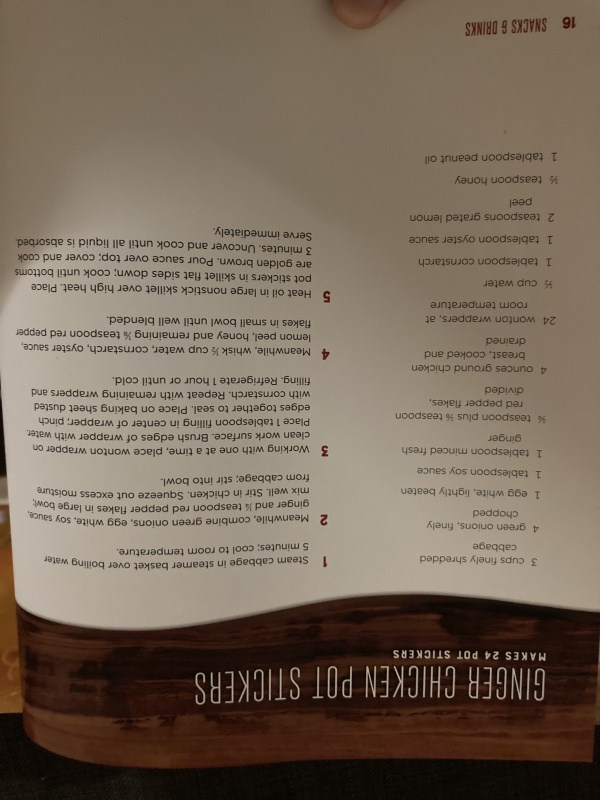 GINGER CHICKEN POT STICKERS
MAKES 24 POT STICKERS
3 cups finely shredded
cabbage
4 green onions, finely
chopped
1 egg white, lightly beaten
1 tablespoon soy sauce
1 tablespoon minced fresh
ginger
¼ teaspoon plus ⅛ teaspoon
red pepper flakes,
divided
4 ounces ground chicken
breast, cooked and
drained
24 wonton wrappers, at
room temperature
½ cup water
1 tablespoon cornstarch
1 tablespoon oyster sauce
2 teaspoons grated lemon
peel
½ teaspoon honey
1 tablespoon peanut oil
1 Steam cabbage in steamer basket over boiling water
5 minutes; cool to room temperature.
2 Meanwhile, combine green onions, egg white, soy sauce,
ginger and ¼ teaspoon red pepper flakes in large bowl;
mix well. Stir in chicken. Squeeze out excess moisture
from cabbage; stir into bowl.
3 Working with one at a time, place wonton wrapper on
clean work surface. Brush edges of wrapper with water.
Place 1 tablespoon filling in center of wrapper; pinch
edges together to seal. Place on baking sheet dusted
with cornstarch. Repeat with remaining wrappers and
filling. Refrigerate 1 hour or until cold.
4 Meanwhile, whisk ½ cup water, cornstarch, oyster sauce,
lemon peel, honey and remaining ⅛ teaspoon red pepper
flakes in small bowl until well blended.
5 Heat oil in large nonstick skillet over high heat. Place
pot stickers in skillet flat sides down; cook until bottoms
are golden brown. Pour sauce over top; cover and cook
3 minutes. Uncover and cook until all liquid is absorbed.
Serve immediately.
16 SNACKS & DRINKS